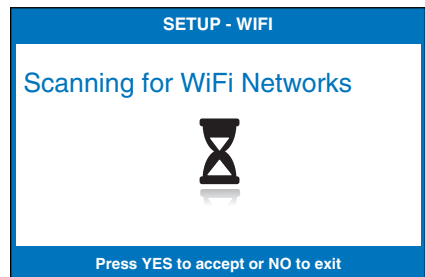 SETUP - WIFI
Scanning for WiFi Networks
Press YES to accept or NO to exit